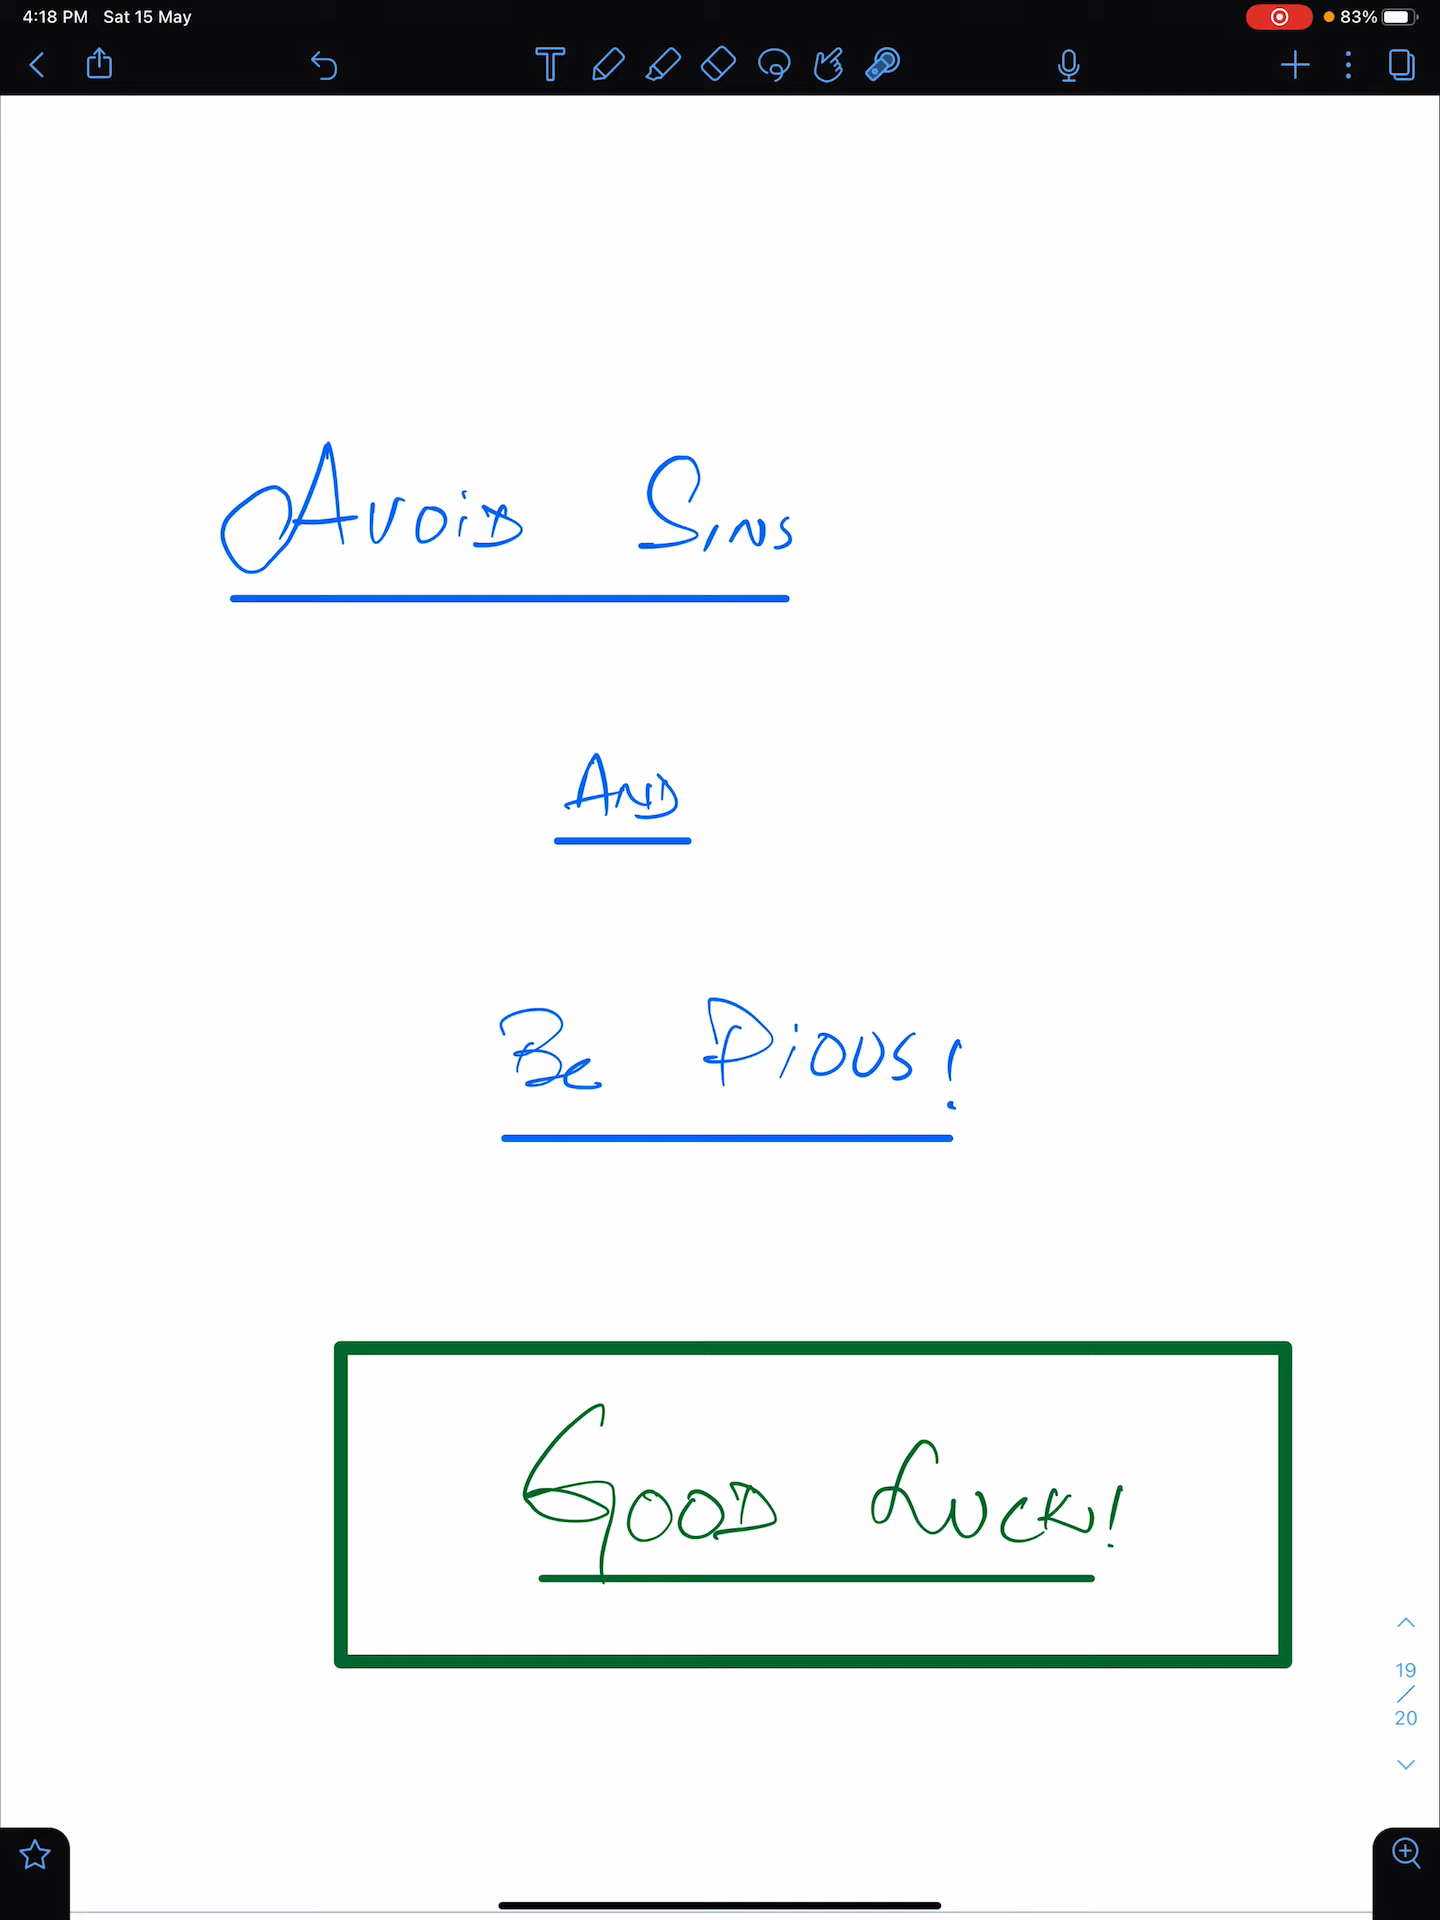 4:18 PM Sat 15 May 83%
T
Avoid Sins
And
Be Pious!
Good Luck!
19
/
20